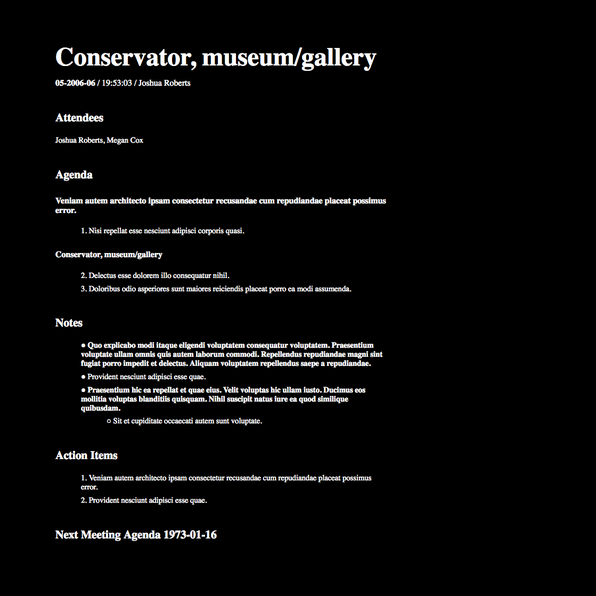 Conservator, museum/gallery
05-2006-06 / 19:53:03 / Joshua Roberts
Attendees
Joshua Roberts, Megan Cox
Agenda
Veniam autem architecto ipsam consectetur recusandae cum repudiandae placeat possimus
error.
1. Nisi repellat esse nesciunt adipisci corporis quasi.
Conservator, museum/gallery
2. Delectus esse dolorem illo consequatur nihil.
3. Doloribus odio asperiores sunt maiores reiciendis placeat porro ea modi assumenda.
Notes
● Quo explicabo modi itaque eligendi voluptatem consequatur voluptatem. Praesentium
voluptate ullam omnis quis autem laborum commodi. Repellendus repudiandae magni sint
fugiat porro impedit et delectus. Aliquam voluptatem repellendus saepe a repudiandae.
● Provident nesciunt adipisci esse quae.
● Praesentium hic ea repellat et quae eius. Velit voluptas hic ullam iusto. Ducimus eos
mollitia voluptas blanditiis quisquam. Nihil suscipit natus iure ea quod similique
quibusdam.
○ Sit et cupiditate occaecati autem sunt voluptate.
Action Items
1. Veniam autem architecto ipsam consectetur recusandae cum repudiandae placeat possimus
error.
2. Provident nesciunt adipisci esse quae.
Next Meeting Agenda 1973-01-16